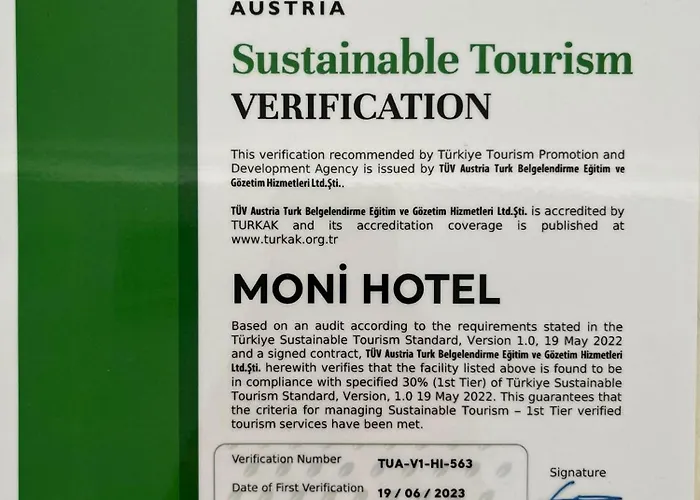 AUSTRIA
Sustainable Tourism
VERIFICATION
This verification recommended by Türkiye Tourism Promotion and
Development Agency is issued by TÜV Austria Turk Belgelendirme Eğitim ve
Gözetim Hizmetleri Ltd.Şti..
TÜV Austria Turk Belgelendirme Eğitim ve Gözetim Hizmetleri Ltd.Şti. is accredited by
TURKAK and its accreditation coverage is published at
www.turkak.org.tr
MONİ HOTEL
Based on an audit according to the requirements stated in the
Türkiye Sustainable Tourism Standard, Version 1.0, 19 May 2022
and a signed contract, TÜV Austria Turk Belgelendirme Eğitim ve Gözetim Hizmetleri
Ltd.Şti. herewith verifies that the facility listed above is found to be
in compliance with specified 30% (1st Tier) of Türkiye Sustainable
Tourism Standard, Version, 1.0 19 May 2022. This guarantees that
the criteria for managing Sustainable Tourism – 1st Tier verified
tourism services have been met.
Verification Number TUA-V1-HI-563
Signature
Date of First Verification 19 / 06 / 2023